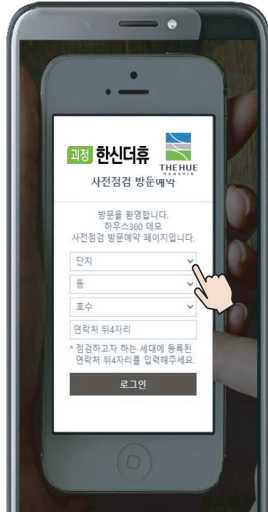 괴정 한신더휴
THE HUE
HANSHIN
사전점검 방문예약
방문을 환영합니다.
하우스360 데모
사전점검 방문예약 페이지입니다.
단지
동
호수
연락처 뒤4자리
* 점검하고자 하는 세대에 등록된
연락처 뒤4자리를 입력해주세요.
로그인